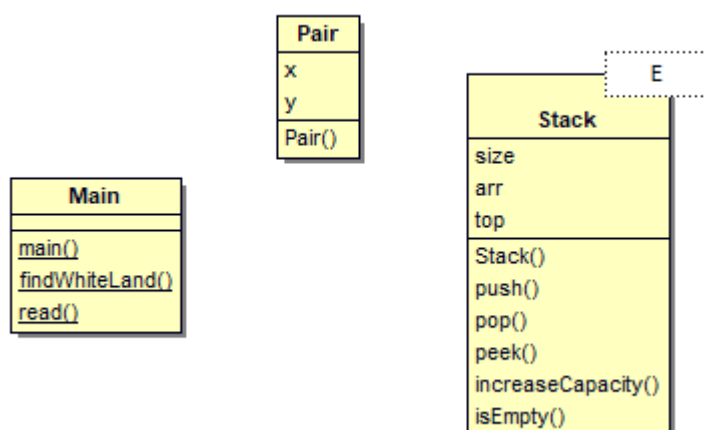 Pair
x
y
Pair()
E
Stack
size
arr
top
Stack()
push()
pop()
peek()
increaseCapacity()
isEmpty()
Main
main()
findWhiteLand()
read()